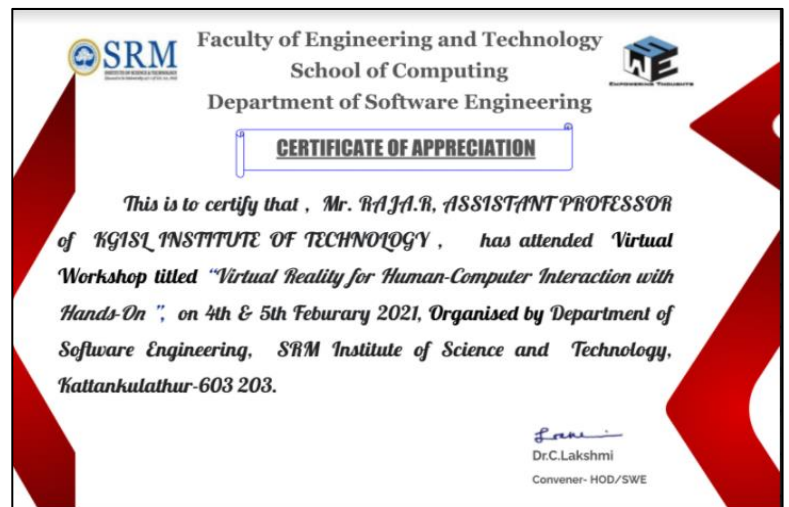 SRM
Faculty of Engineering and Technology
School of Computing
Department of Software Engineering
SWE
EMPOWERING THOUGHTS
CERTIFICATE OF APPRECIATION
This is to certify that , Mr. RAJA.R, ASSISTANT PROFESSOR
of KGISL INSTITUTE OF TECHNOLOGY , has attended Virtual
Workshop titled “Virtual Reality for Human-Computer Interaction with
Hands-On ”, on 4th & 5th Feburary 2021, Organised by Department of
Software Engineering, SRM Institute of Science and Technology,
Kattankulathur-603 203.
Dr.C.Lakshmi
Convener- HOD/SWE